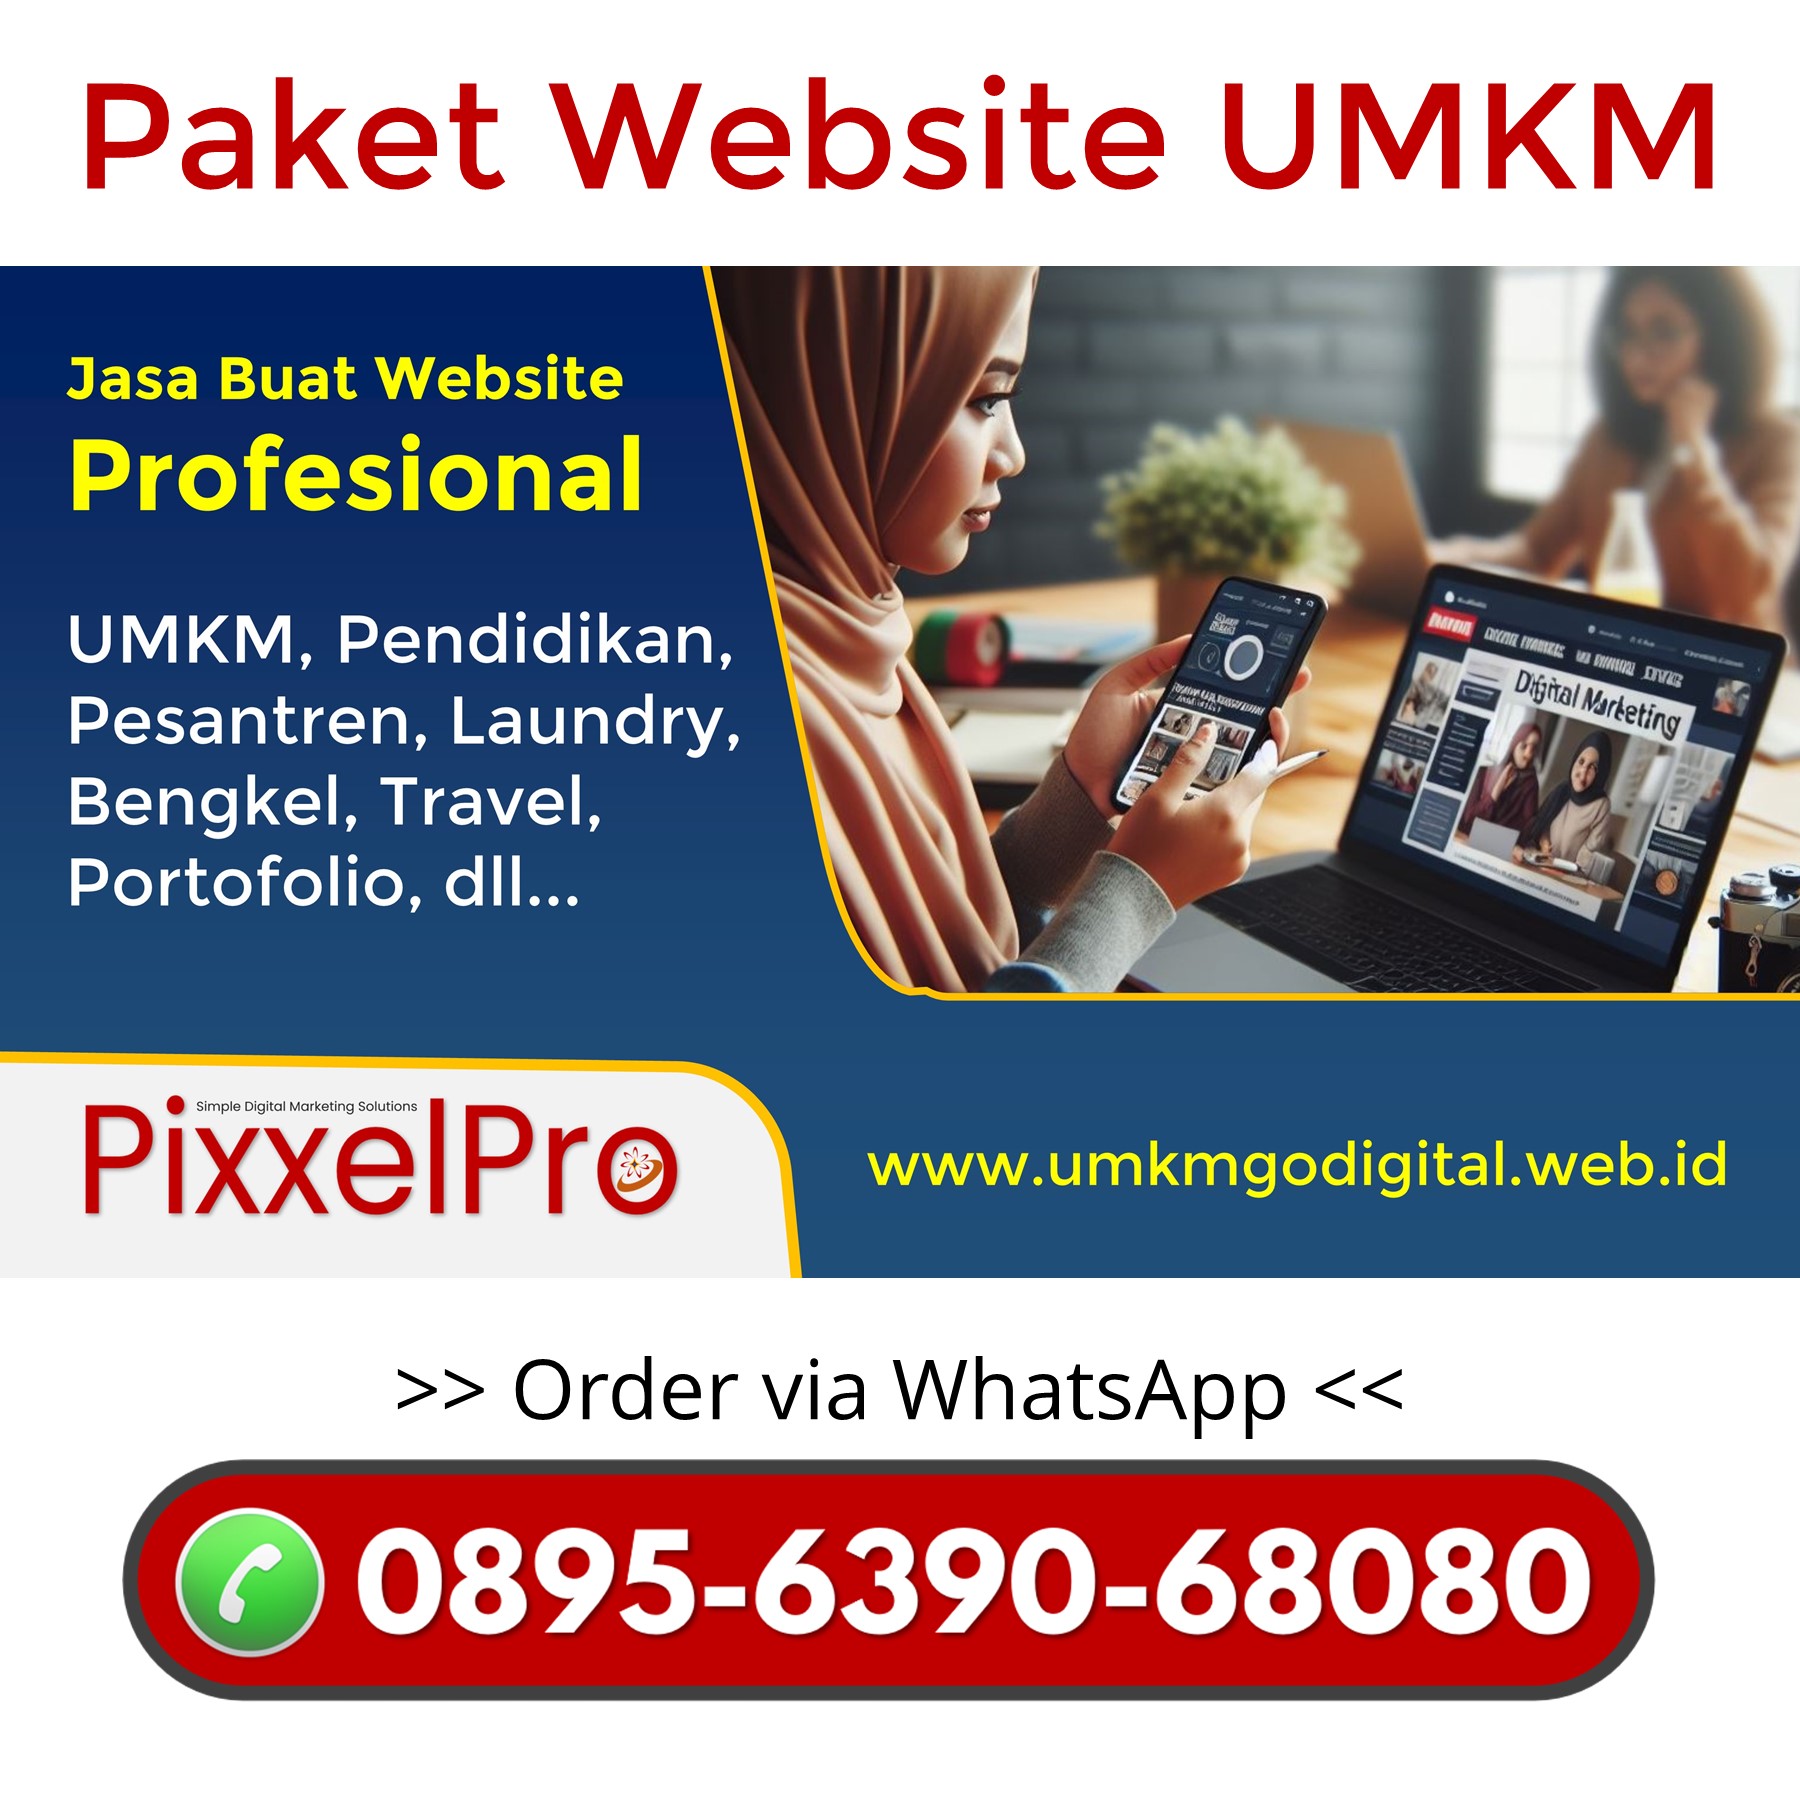 Paket Website UMKM
Jasa Buat Website
Profesional
UMKM, Pendidikan,
Pesantren, Laundry,
Bengkel, Travel,
Portofolio, dll...
Digital Marketing
Simple Digital Marketing Solutions
PixxelPro
www.umkmgodigital.web.id
>> Order via WhatsApp <<
0895-6390-68080